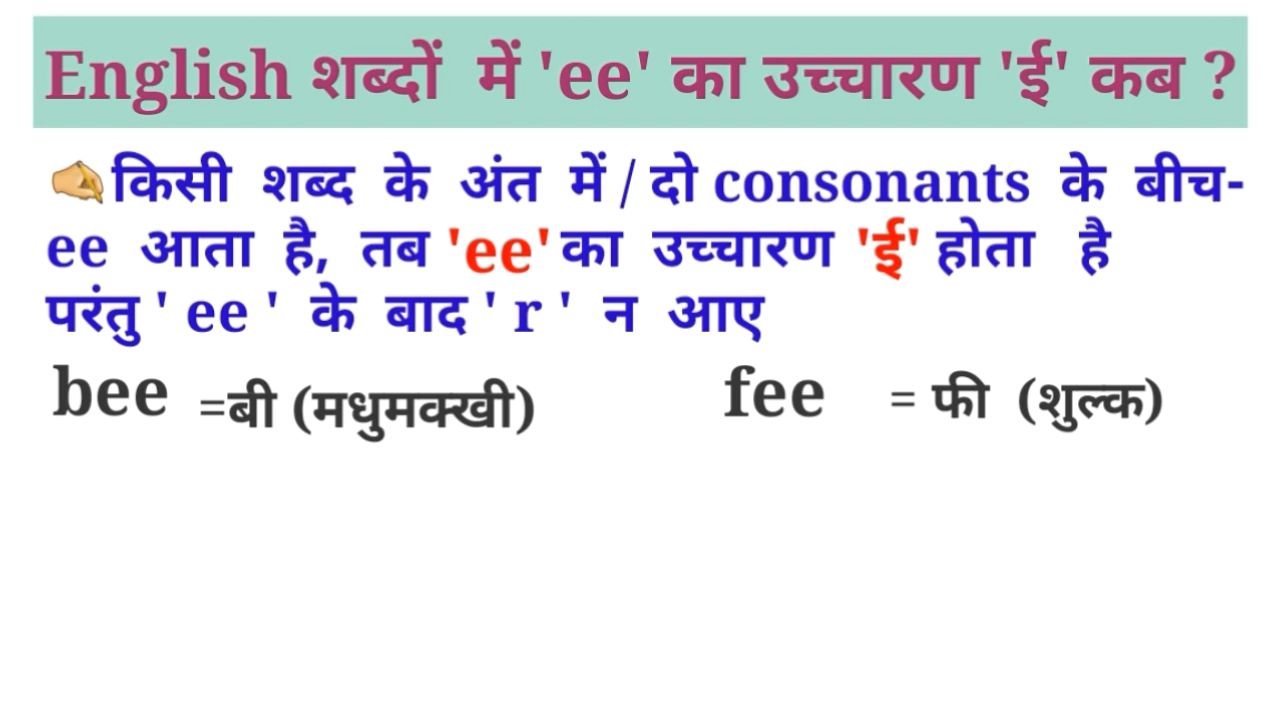 English शब्दों में 'ee' का उच्चारण 'ई' कब ?
किसी शब्द के अंत में / दो consonants के बीच-
ee आता है, तब 'ee' का उच्चारण 'ई' होता है
परंतु ' ee ' के बाद ' r ' न आए
bee =बी (मधुमक्खी) fee = फी (शुल्क)